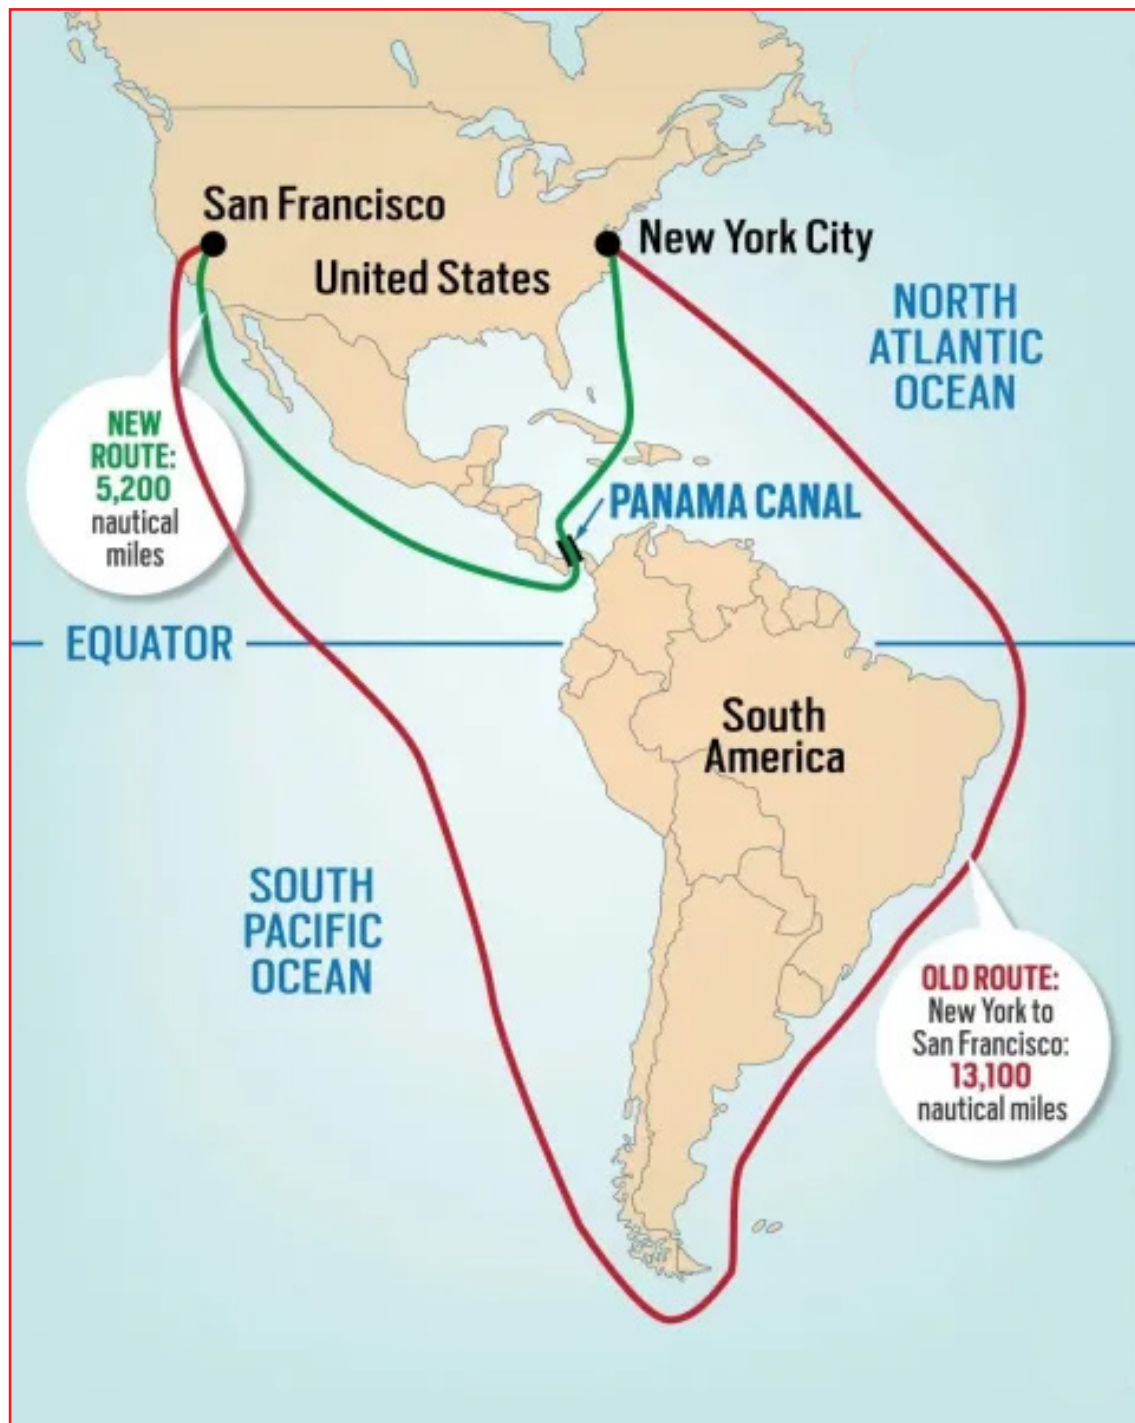 San Francisco
New York City
United States
NORTH
ATLANTIC
OCEAN
NEW
ROUTE:
5,200
nautical
miles
PANAMA CANAL
EQUATOR
South
America
SOUTH
PACIFIC
OCEAN
OLD ROUTE:
New York to
San Francisco:
13,100
nautical miles